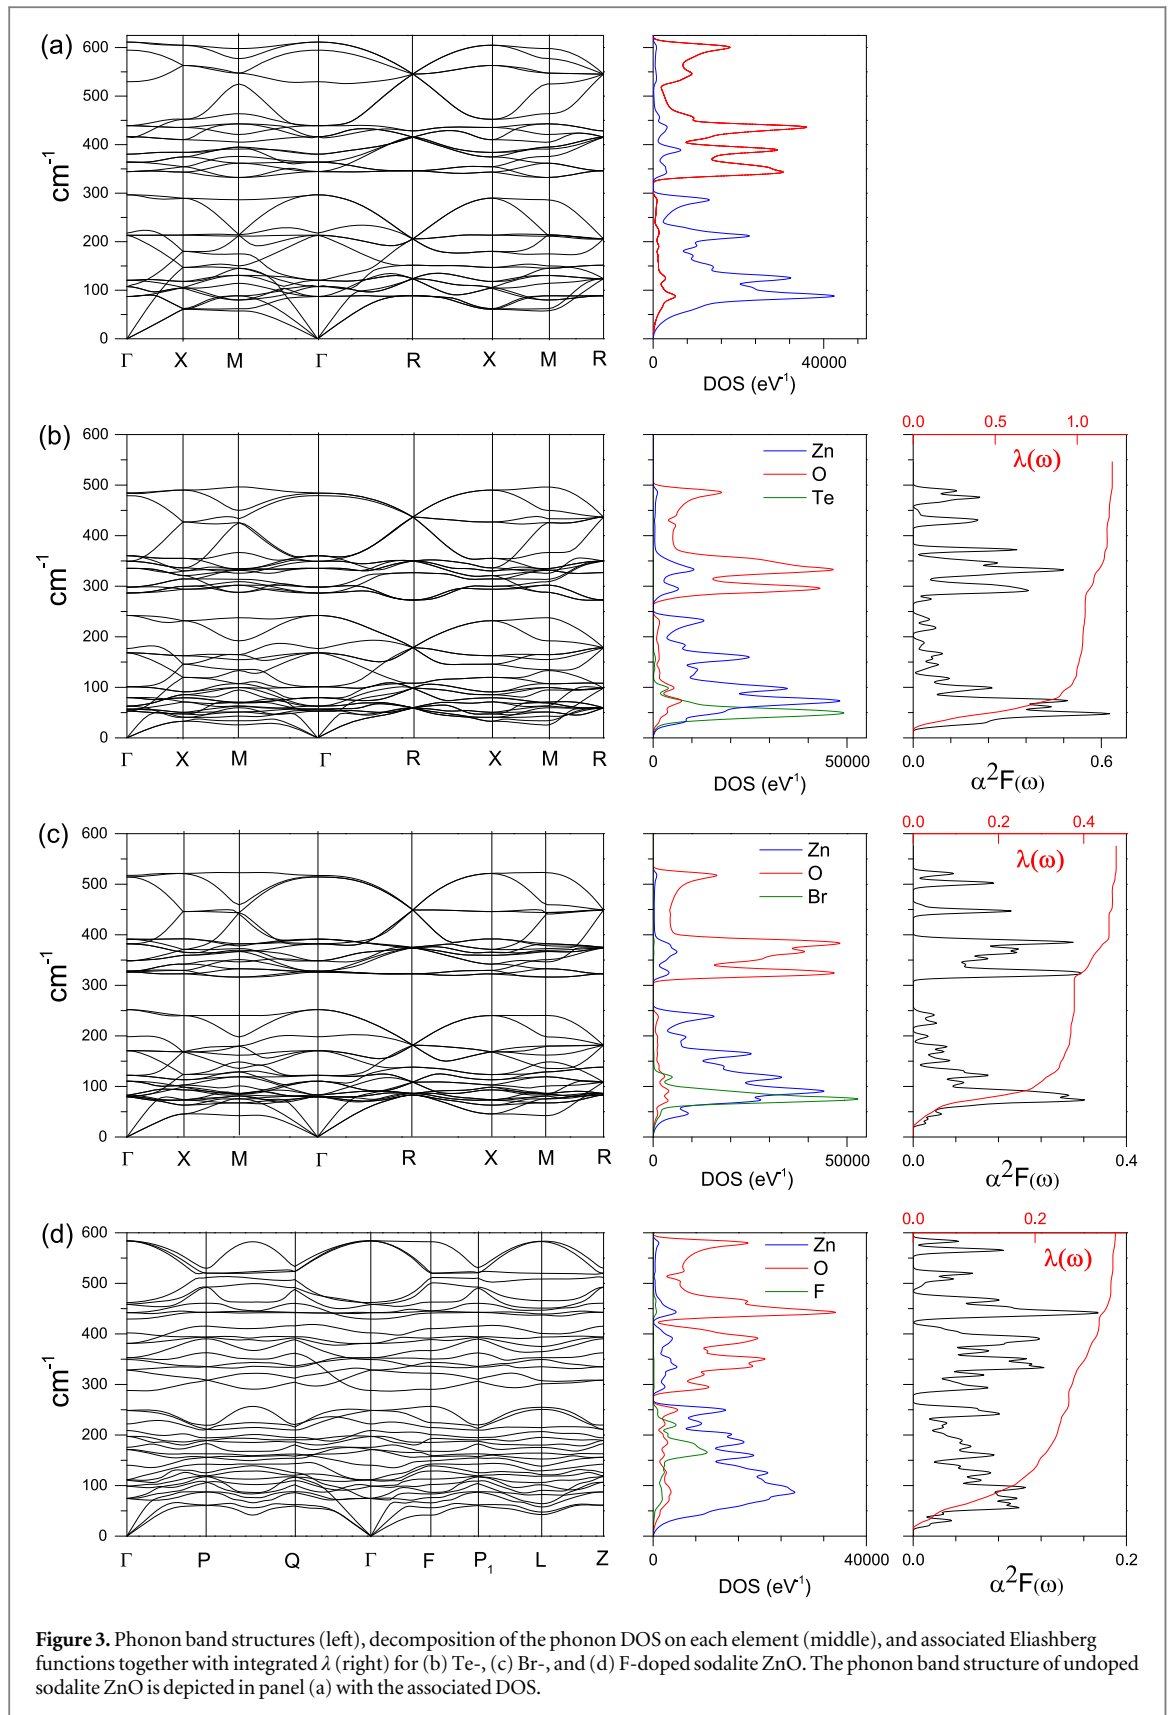 (a)
600
500
400
300
200
100
0
cm-1
Γ X M Γ R X M R
0 40000
DOS (eV-1)
(b)
600
500
400
300
200
100
0
cm-1
Γ X M Γ R X M R
Zn
O
Te
0 50000
DOS (eV-1)
0.0 0.5 1.0
λ(ω)
0.0 0.6
α2F(ω)
(c)
600
500
400
300
200
100
0
cm-1
Γ X M Γ R X M R
Zn
O
Br
0 50000
DOS (eV-1)
0.0 0.2 0.4
λ(ω)
0.0 0.4
α2F(ω)
(d)
600
500
400
300
200
100
0
cm-1
Γ P Q Γ F P1 L Z
Zn
O
F
0 40000
DOS (eV-1)
0.0 0.2
λ(ω)
0.0 0.2
α2F(ω)
Figure 3. Phonon band structures (left), decomposition of the phonon DOS on each element (middle), and associated Eliashberg
functions together with integrated λ (right) for (b) Te-, (c) Br-, and (d) F-doped sodalite ZnO. The phonon band structure of undoped
sodalite ZnO is depicted in panel (a) with the associated DOS.